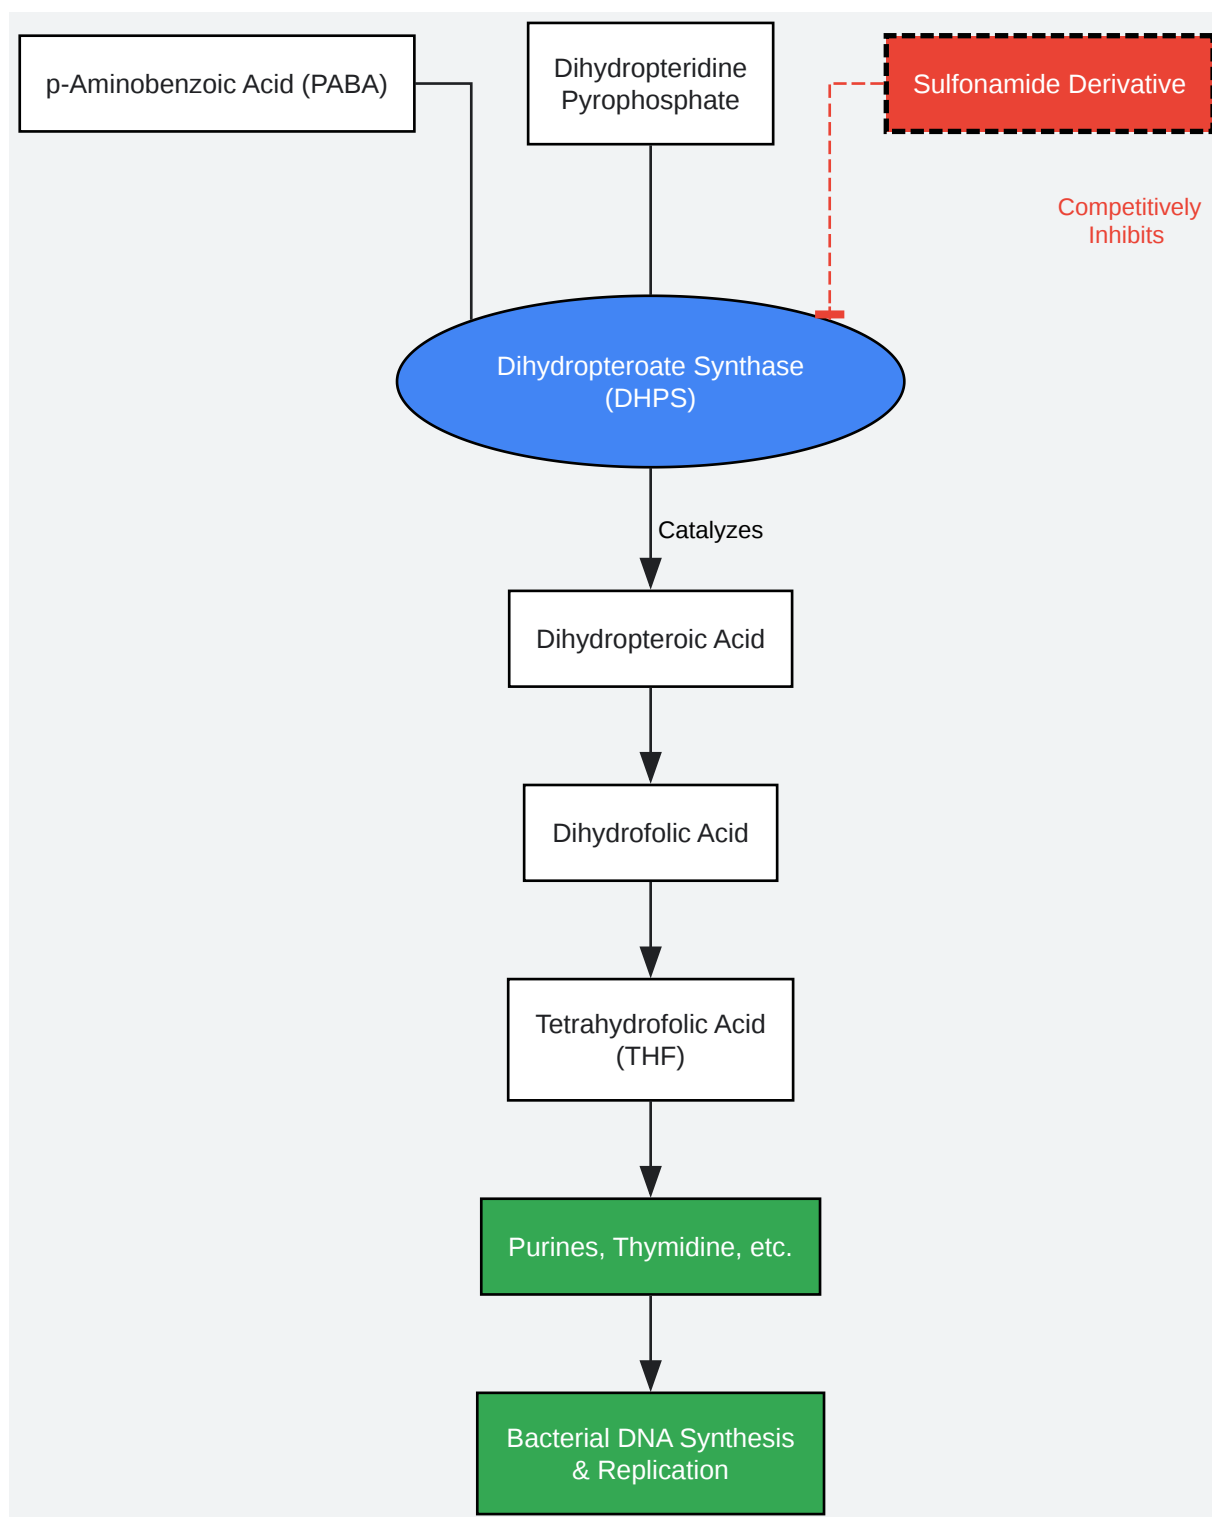 p-Aminobenzoic Acid (PABA)
Dihydropteridine
Pyrophosphate
Sulfonamide Derivative
Competitively
Inhibits
Dihydropteroate Synthase
(DHPS)
Catalyzes
Dihydropteroic Acid
Dihydrofolic Acid
Tetrahydrofolic Acid
(THF)
Purines, Thymidine, etc.
Bacterial DNA Synthesis
& Replication